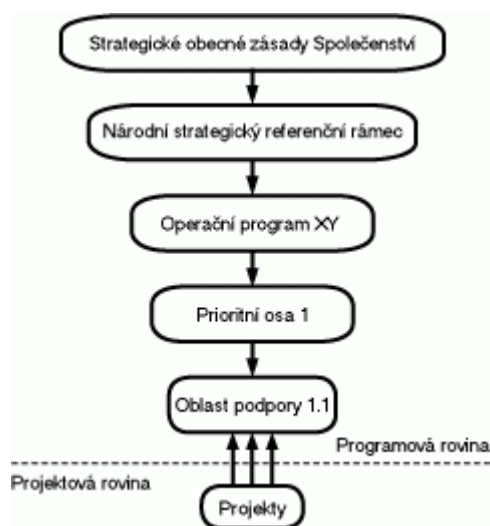 Strategické obecné zásady Společenství
Národní strategický referenční rámec
Operační program XY
Prioritní osa 1
Oblast podpory 1.1
Programová rovina
Projektová rovina
Projekty